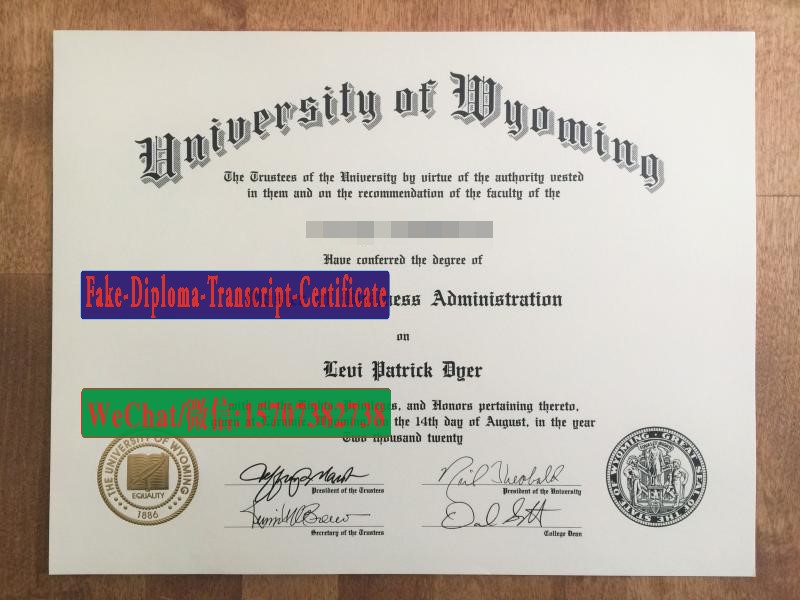 University of Wyoming
The Trustees of the University by virtue of the authority vested
in them and on the recommendation of the faculty of the
Have conferred the degree of
Fake-Diploma-Transcript-Certificate
Administration
on
Levi Patrick Dyer
WeChat/微信:15707382738
and Honors pertaining thereto,
the 14th day of August, in the year
Two thousand twenty
THE UNIVERSITY OF WYOMING
EQUALITY
1886
President of the Trustees
President of the University
Secretary of the Trustees
College Dean
GREAT SEAL OF THE STATE OF WYOMING